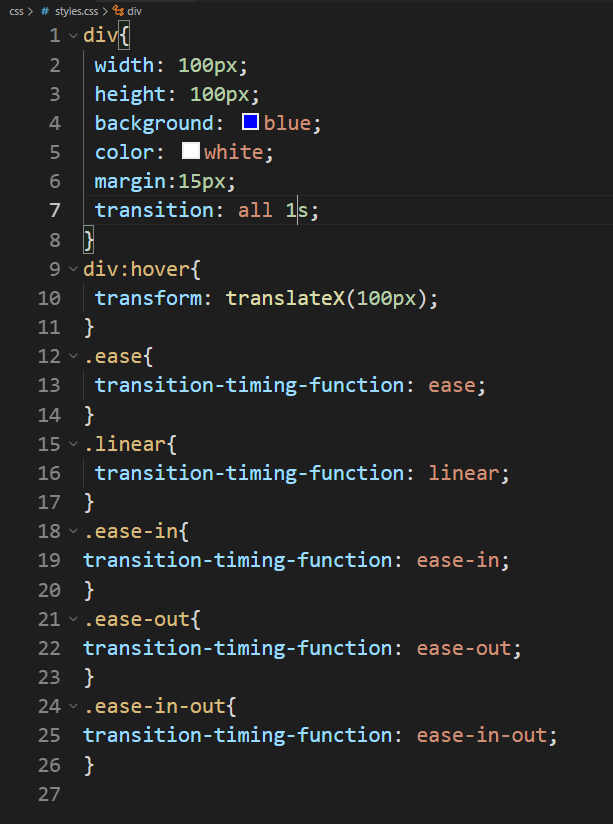 css > # styles.css > div
1 div{
2 width: 100px;
3 height: 100px;
4 background: blue;
5 color: white;
6 margin:15px;
7 transition: all 1s;
8 }
9 div:hover{
10 transform: translateX(100px);
11 }
12 .ease{
13 transition-timing-function: ease;
14 }
15 .linear{
16 transition-timing-function: linear;
17 }
18 .ease-in{
19 transition-timing-function: ease-in;
20 }
21 .ease-out{
22 transition-timing-function: ease-out;
23 }
24 .ease-in-out{
25 transition-timing-function: ease-in-out;
26 }
27